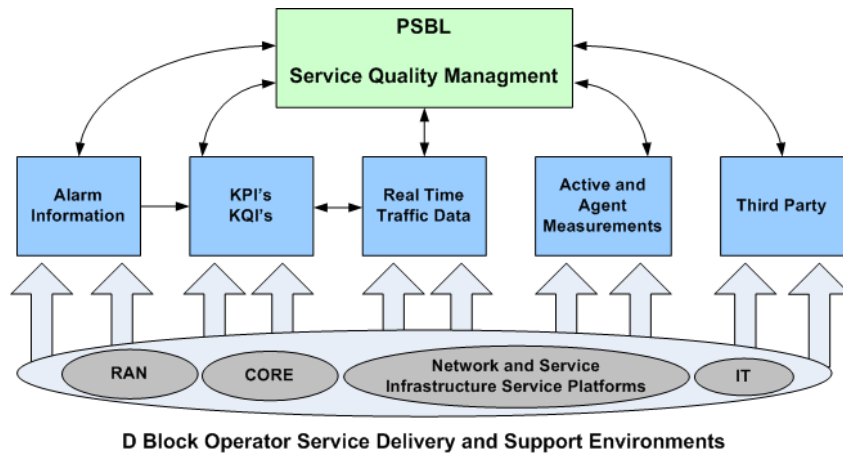 PSBL
Service Quality Managment
Alarm
Information
KPI's
KQI's
Real Time
Traffic Data
Active and
Agent
Measurements
Third Party
RAN
CORE
Network and Service
Infrastructure Service Platforms
IT
D Block Operator Service Delivery and Support Environments